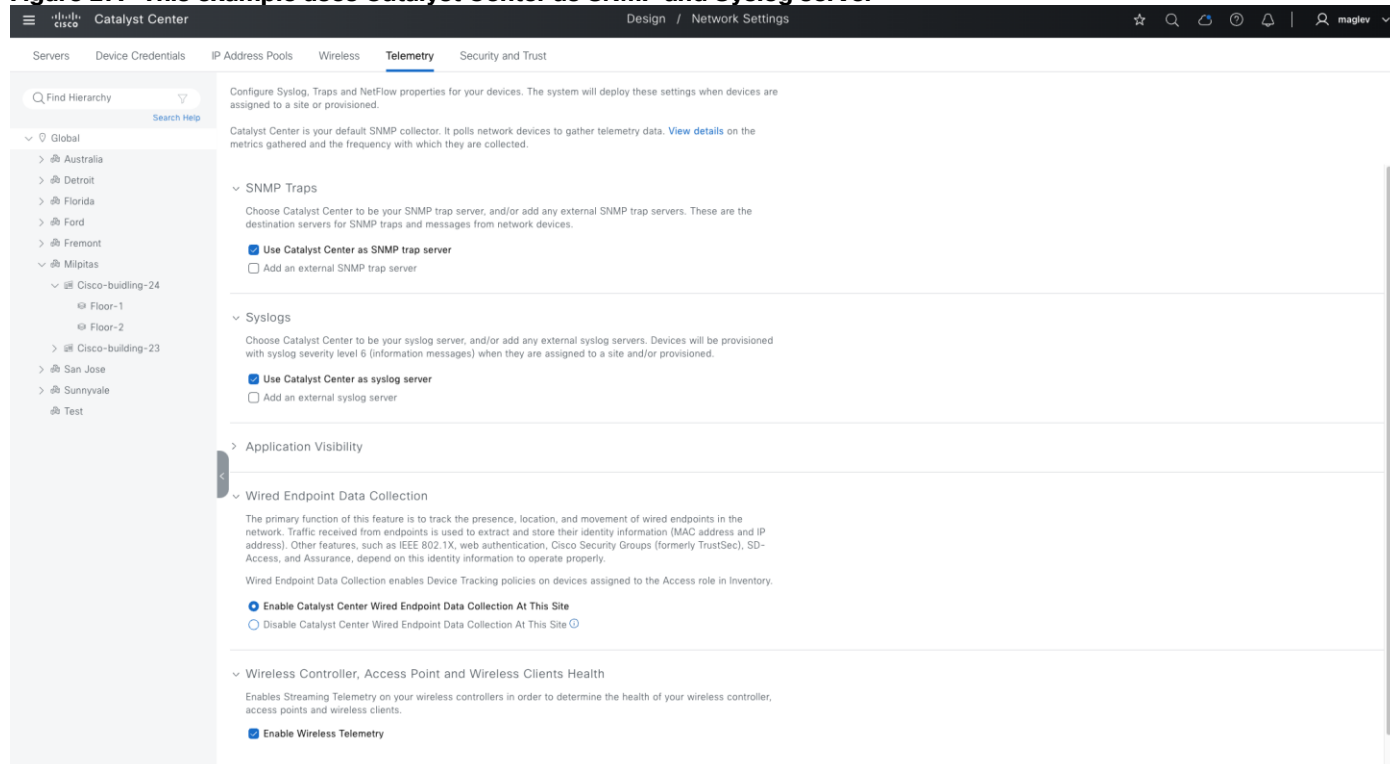 Catalyst Center
Design / Network Settings
maglev
Servers Device Credentials IP Address Pools Wireless Telemetry Security and Trust
Find Hierarchy
Search Help
Global
Australia
Detroit
Florida
Ford
Fremont
Milpitas
Cisco-buidling-24
Floor-1
Floor-2
Cisco-building-23
San Jose
Sunnyvale
Test
Configure Syslog, Traps and NetFlow properties for your devices. The system will deploy these settings when devices are
assigned to a site or provisioned.
Catalyst Center is your default SNMP collector. It polls network devices to gather telemetry data. View details on the
metrics gathered and the frequency with which they are collected.
SNMP Traps
Choose Catalyst Center to be your SNMP trap server, and/or add any external SNMP trap servers. These are the
destination servers for SNMP traps and messages from network devices.
Use Catalyst Center as SNMP trap server
Add an external SNMP trap server
Syslogs
Choose Catalyst Center to be your syslog server, and/or add any external syslog servers. Devices will be provisioned
with syslog severity level 6 (information messages) when they are assigned to a site and/or provisioned.
Use Catalyst Center as syslog server
Add an external syslog server
Application Visibility
Wired Endpoint Data Collection
The primary function of this feature is to track the presence, location, and movement of wired endpoints in the
network. Traffic received from endpoints is used to extract and store their identity information (MAC address and IP
address). Other features, such as IEEE 802.1X, web authentication, Cisco Security Groups (formerly TrustSec), SD-
Access, and Assurance, depend on this identity information to operate properly.
Wired Endpoint Data Collection enables Device Tracking policies on devices assigned to the Access role in Inventory.
Enable Catalyst Center Wired Endpoint Data Collection At This Site
Disable Catalyst Center Wired Endpoint Data Collection At This Site
Wireless Controller, Access Point and Wireless Clients Health
Enables Streaming Telemetry on your wireless controllers in order to determine the health of your wireless controller,
access points and wireless clients.
Enable Wireless Telemetry